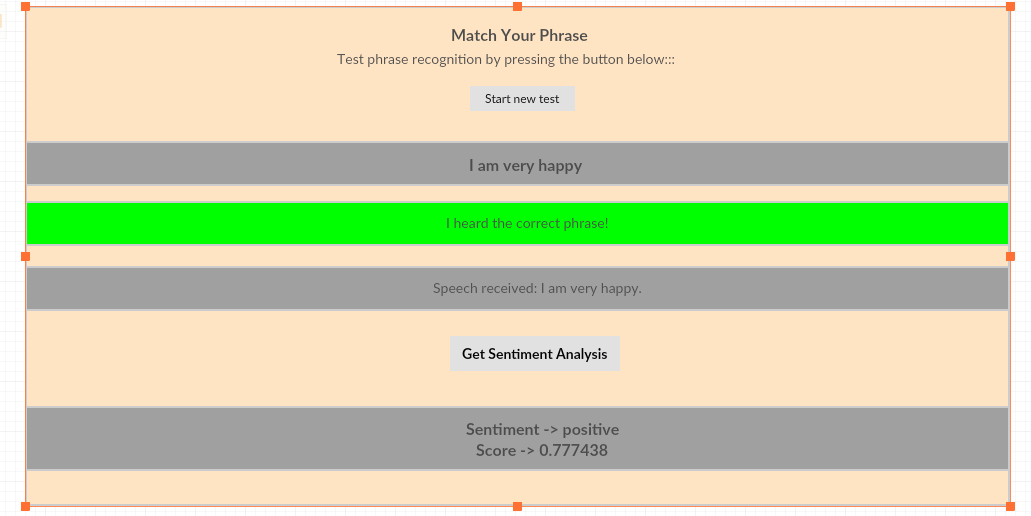 Match Your Phrase
Test phrase recognition by pressing the button below:::
Start new test
I am very happy
I heard the correct phrase!
Speech received: I am very happy.
Get Sentiment Analysis
Sentiment -> positive
Score -> 0.777438